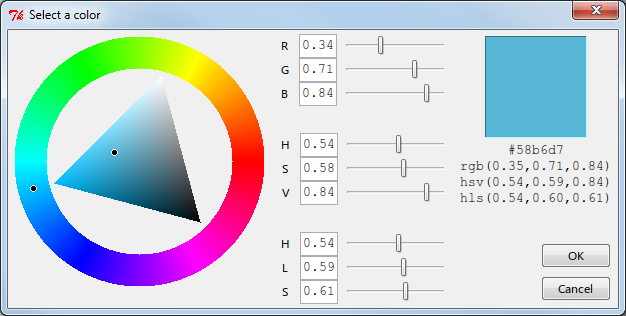 Select a color
R 0.34
G 0.71
B 0.84
H 0.54
S 0.58
V 0.84
H 0.54
L 0.59
S 0.61
#58b6d7
rgb(0.35,0.71,0.84)
hsv(0.54,0.59,0.84)
hls(0.54,0.60,0.61)
OK
Cancel